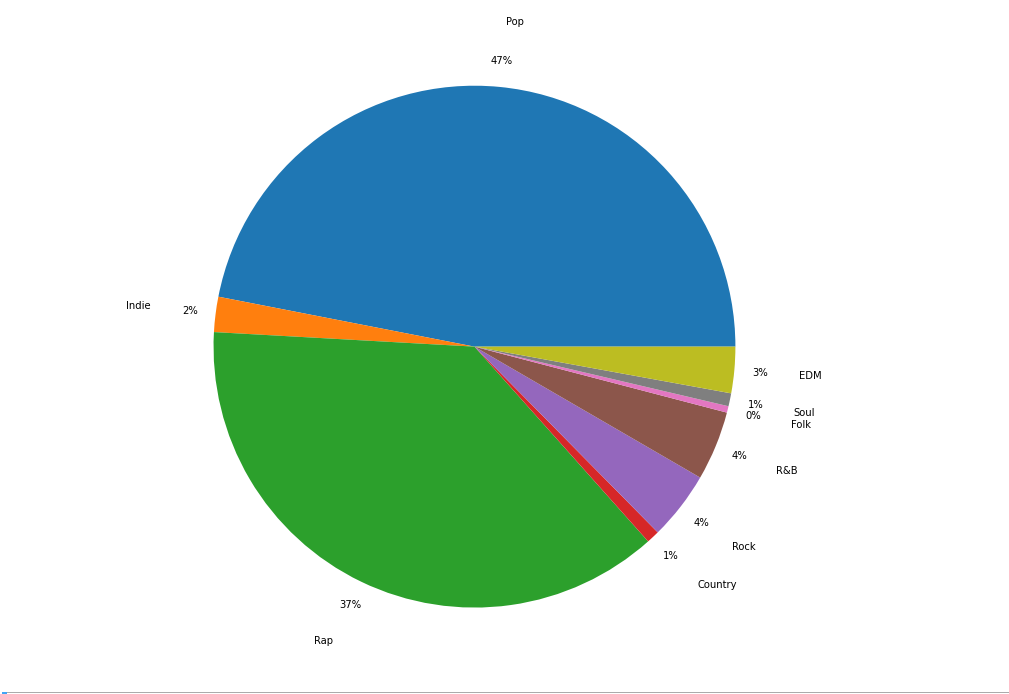 Pop
47%
Indie
2%
3%
EDM
1%
Soul
0%
Folk
4%
R&B
4%
Rock
1%
Country
37%
Rap